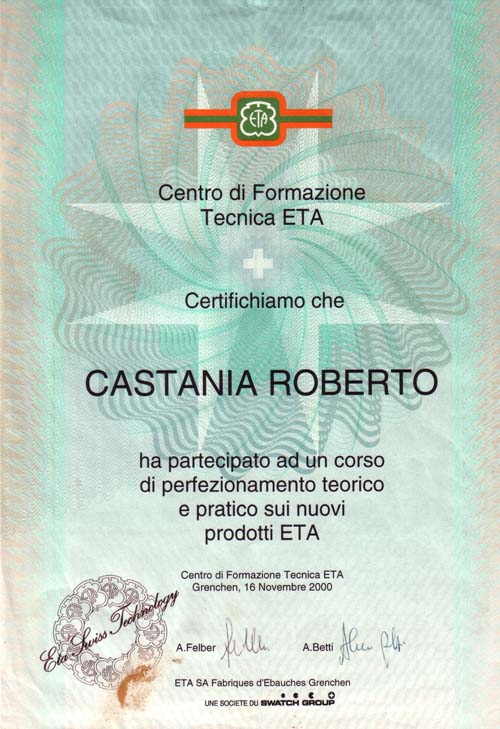 ETA
Centro di Formazione
Tecnica ETA
Certifichiamo che
CASTANIA ROBERTO
ha partecipato ad un corso
di perfezionamento teorico
e pratico sui nuovi
prodotti ETA
Centro di Formazione Tecnica ETA
Grenchen, 16 Novembre 2000
Eta Swiss Technology
A.Felber
A.Betti
ETA SA Fabriques d'Ebauches Grenchen
UNE SOCIETE DU SWATCH GROUP